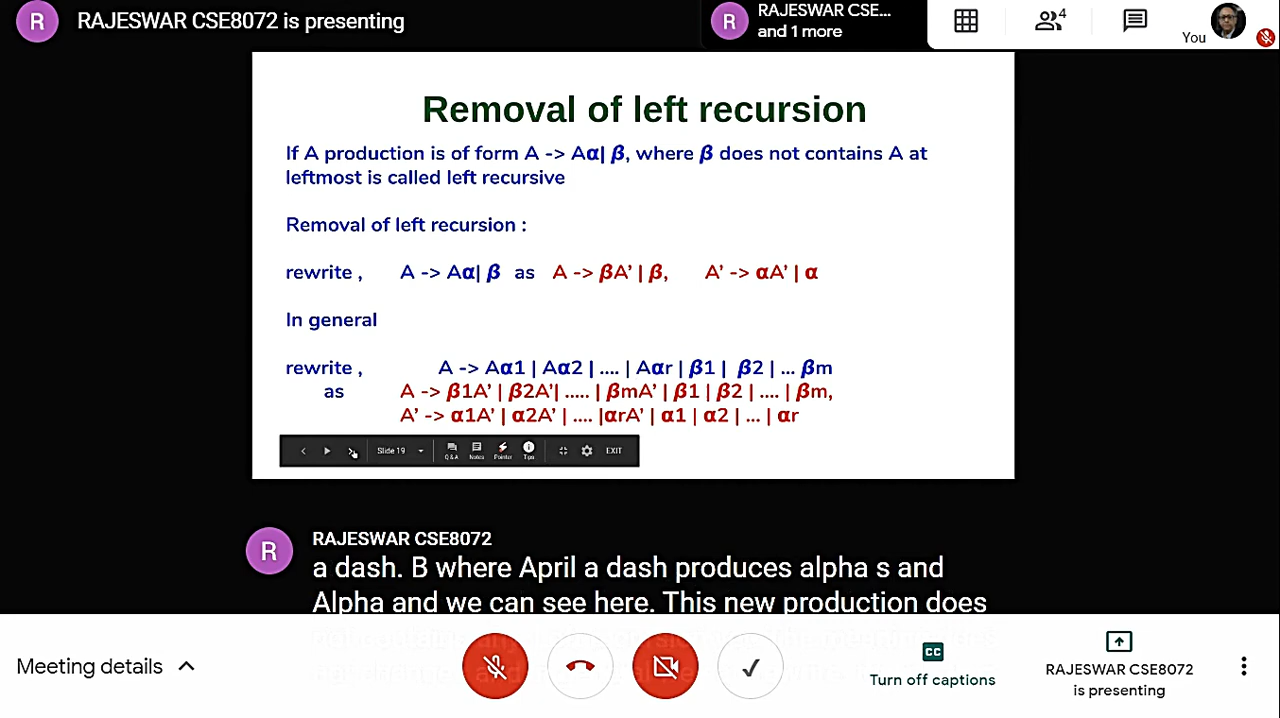 R
RAJESWAR CSE8072 is presenting
R
RAJESWAR CSE...
and 1 more
4
You
Removal of left recursion
If A production is of form A -> Aα| β, where β does not contains A at
leftmost is called left recursive
Removal of left recursion :
rewrite , A -> Aα| β as A -> βA' | β, A' -> αA' | α
In general
rewrite , A -> Aα1 | Aα2 | .... | Aαr | β1 | β2 | ... βm
as A -> β1A' | β2A'| ..... | βmA' | β1 | β2 | .... | βm,
A' -> α1A' | α2A' | .... |αrA' | α1 | α2 | ... | αr
Slide 19 Q & A Notes Pointer Tips EXIT
R
RAJESWAR CSE8072
a dash. B where April a dash produces alpha s and
Alpha and we can see here. This new production does
Meeting details
CC
Turn off captions
RAJESWAR CSE8072
is presenting